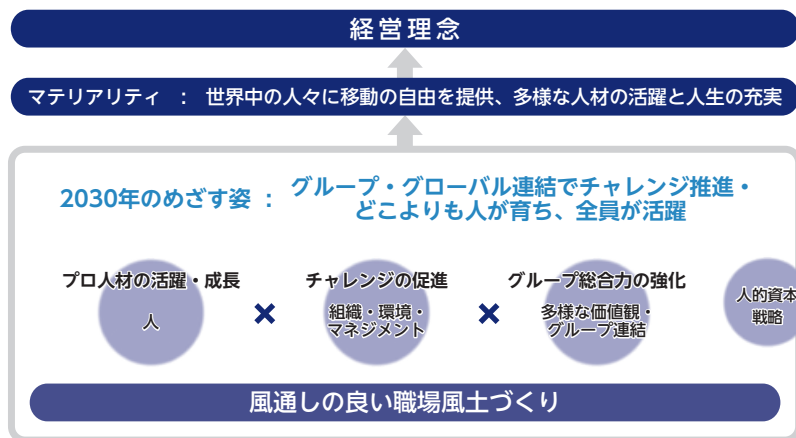 経営理念
マテリアリティ ： 世界中の人々に移動の自由を提供、多様な人材の活躍と人生の充実
2030年のめざす姿 ： グループ・グローバル連結でチャレンジ推進・
どこよりも人が育ち、全員が活躍
プロ人材の活躍・成長
人
×
チャレンジの促進
組織・環境・
マネジメント
×
グループ総合力の強化
多様な価値観・
グループ連結
人的資本
戦略
風通しの良い職場風土づくり